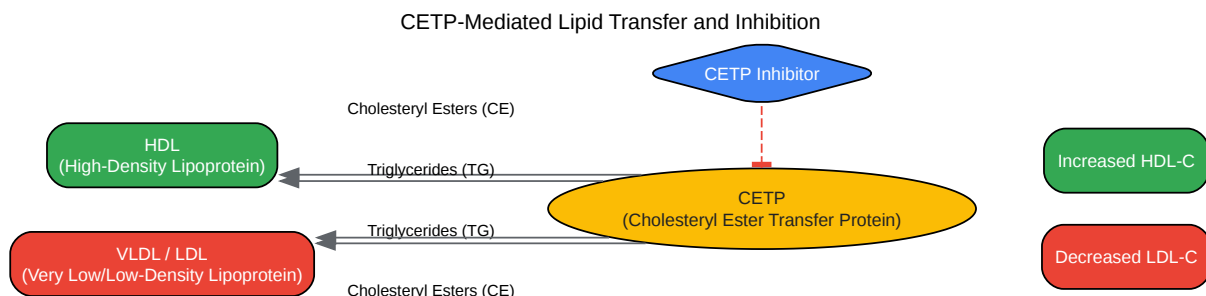 CETP-Mediated Lipid Transfer and Inhibition
CETP Inhibitor
Cholesteryl Esters (CE)
HDL
(High-Density Lipoprotein)
Triglycerides (TG)
Increased HDL-C
CETP
(Cholesteryl Ester Transfer Protein)
Triglycerides (TG)
VLDL / LDL
(Very Low/Low-Density Lipoprotein)
Decreased LDL-C
Cholesteryl Esters (CE)